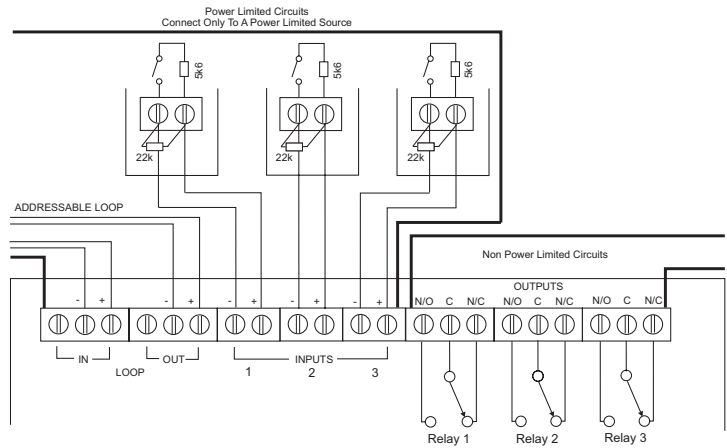 Power Limited Circuits
Connect Only To A Power Limited Source
5k6
5k6
5k6
22k
22k
22k
ADDRESSABLE LOOP
Non Power Limited Circuits
OUTPUTS
- + - + - + - + - + N/O C N/C N/O C N/C N/O C N/C
IN OUT INPUTS
LOOP 1 2 3
Relay 1 Relay 2 Relay 3